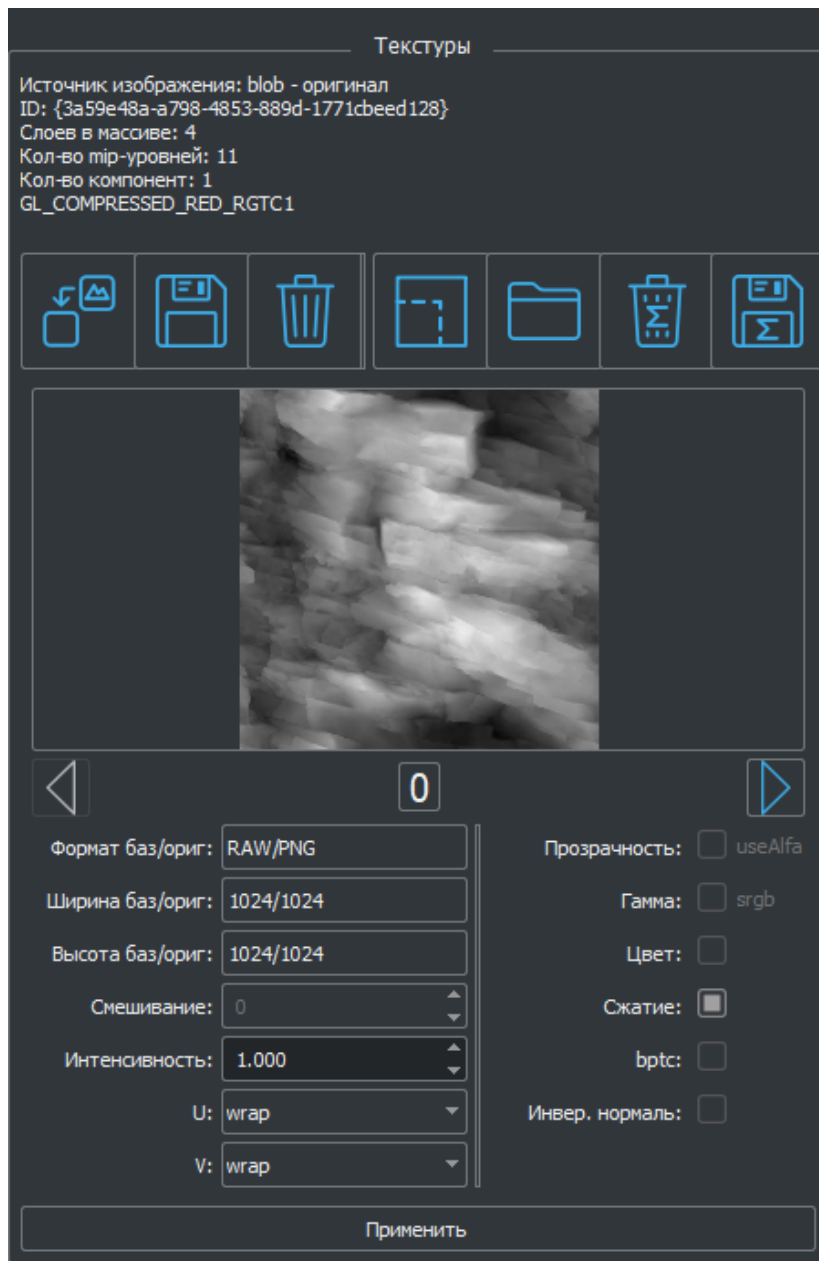 Текстуры
Источник изображения: blob - оригинал
ID: {3a59e48a-a798-4853-889d-1771cbeed128}
Слоев в массиве: 4
Кол-во mip-уровней: 11
Кол-во компонент: 1
GL_COMPRESSED_RED_RGTC1
0
Формат баз/ориг: RAW/PNG
Прозрачность: useAlfa
Ширина баз/ориг: 1024/1024
Гамма: srgb
Высота баз/ориг: 1024/1024
Цвет:
Смешивание: 0
Сжатие:
Интенсивность: 1.000
bptc:
U: wrap
Инвер. нормаль:
V: wrap
Применить